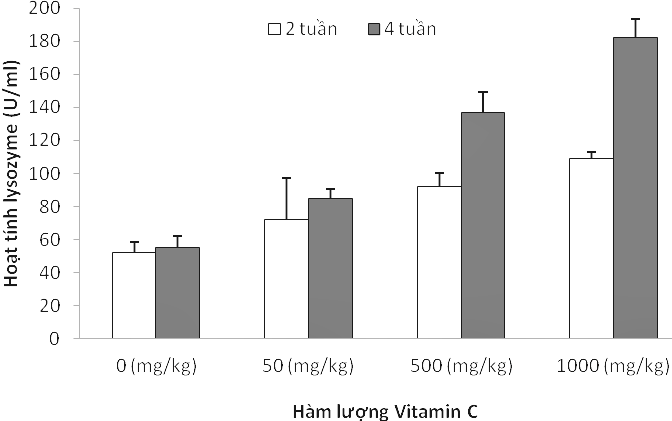 200
180
160
140
120
100
80
60
40
20
0
Hoạt tính lysozyme (U/ml)
2 tuần 4 tuần
0 (mg/kg) 50 (mg/kg) 500 (mg/kg) 1000 (mg/kg)
Hàm lượng Vitamin C